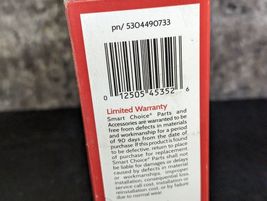 pn/ 5304490733
0 12505 45352 6
Limited Warranty
Smart Choice® Parts and
Accessories are warranted to be
free from defects in materials
and workmanship for a period
of 90 days from the date of
purchase. If this product is found
to be defective, return to place
of purchase for replacement.
Smart Choice Parts shall not
be liable for damages or injury
caused by defects in material
or workmanship, improper
installation, consequential loss,
service call cost, installation or
reinstallation cost, or by failure
due to normal wear.